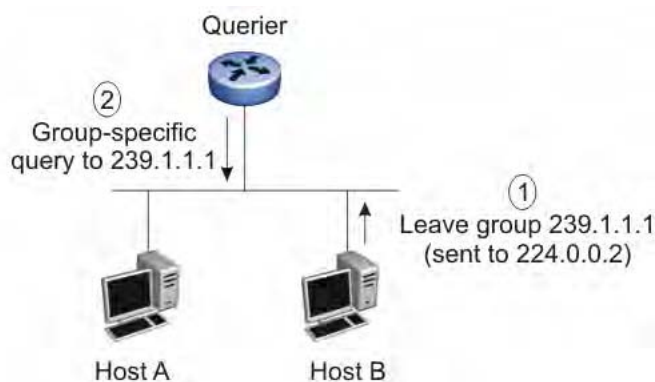 Querier
2
Group-specific
query to 239.1.1.1
1
Leave group 239.1.1.1
(sent to 224.0.0.2)
Host A
Host B